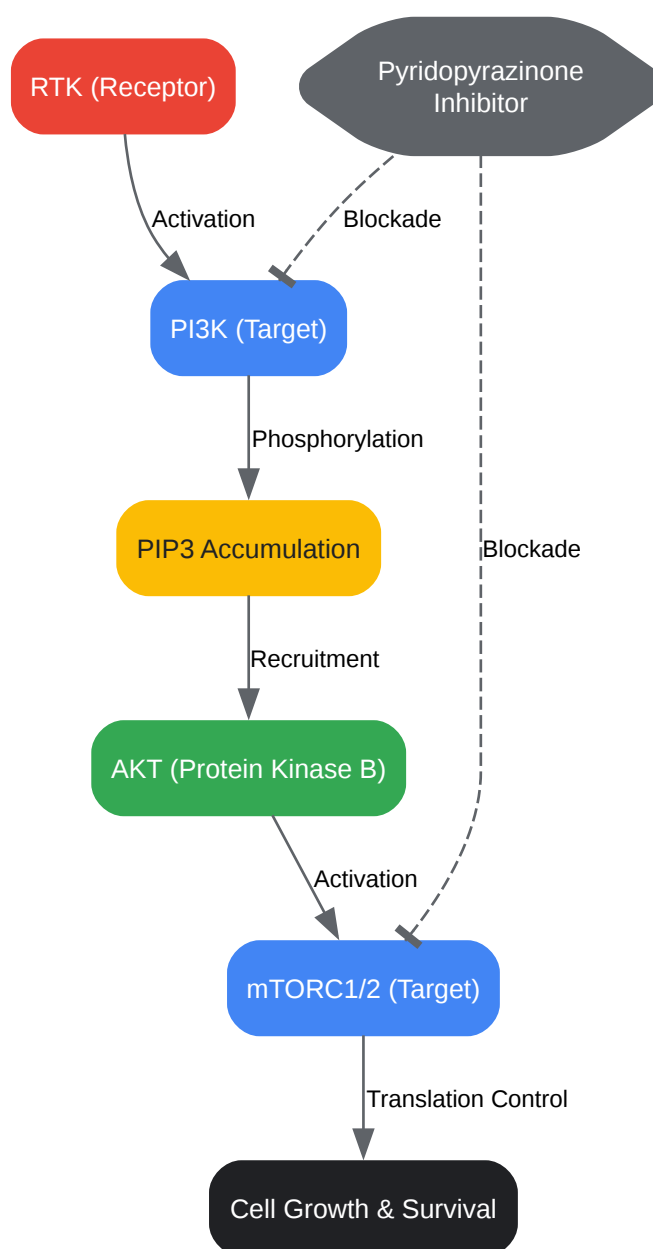 RTK (Receptor)
Pyridopyrazinone
Inhibitor
Activation
Blockade
PI3K (Target)
Phosphorylation
PIP3 Accumulation
Blockade
Recruitment
AKT (Protein Kinase B)
Activation
mTORC1/2 (Target)
Translation Control
Cell Growth & Survival